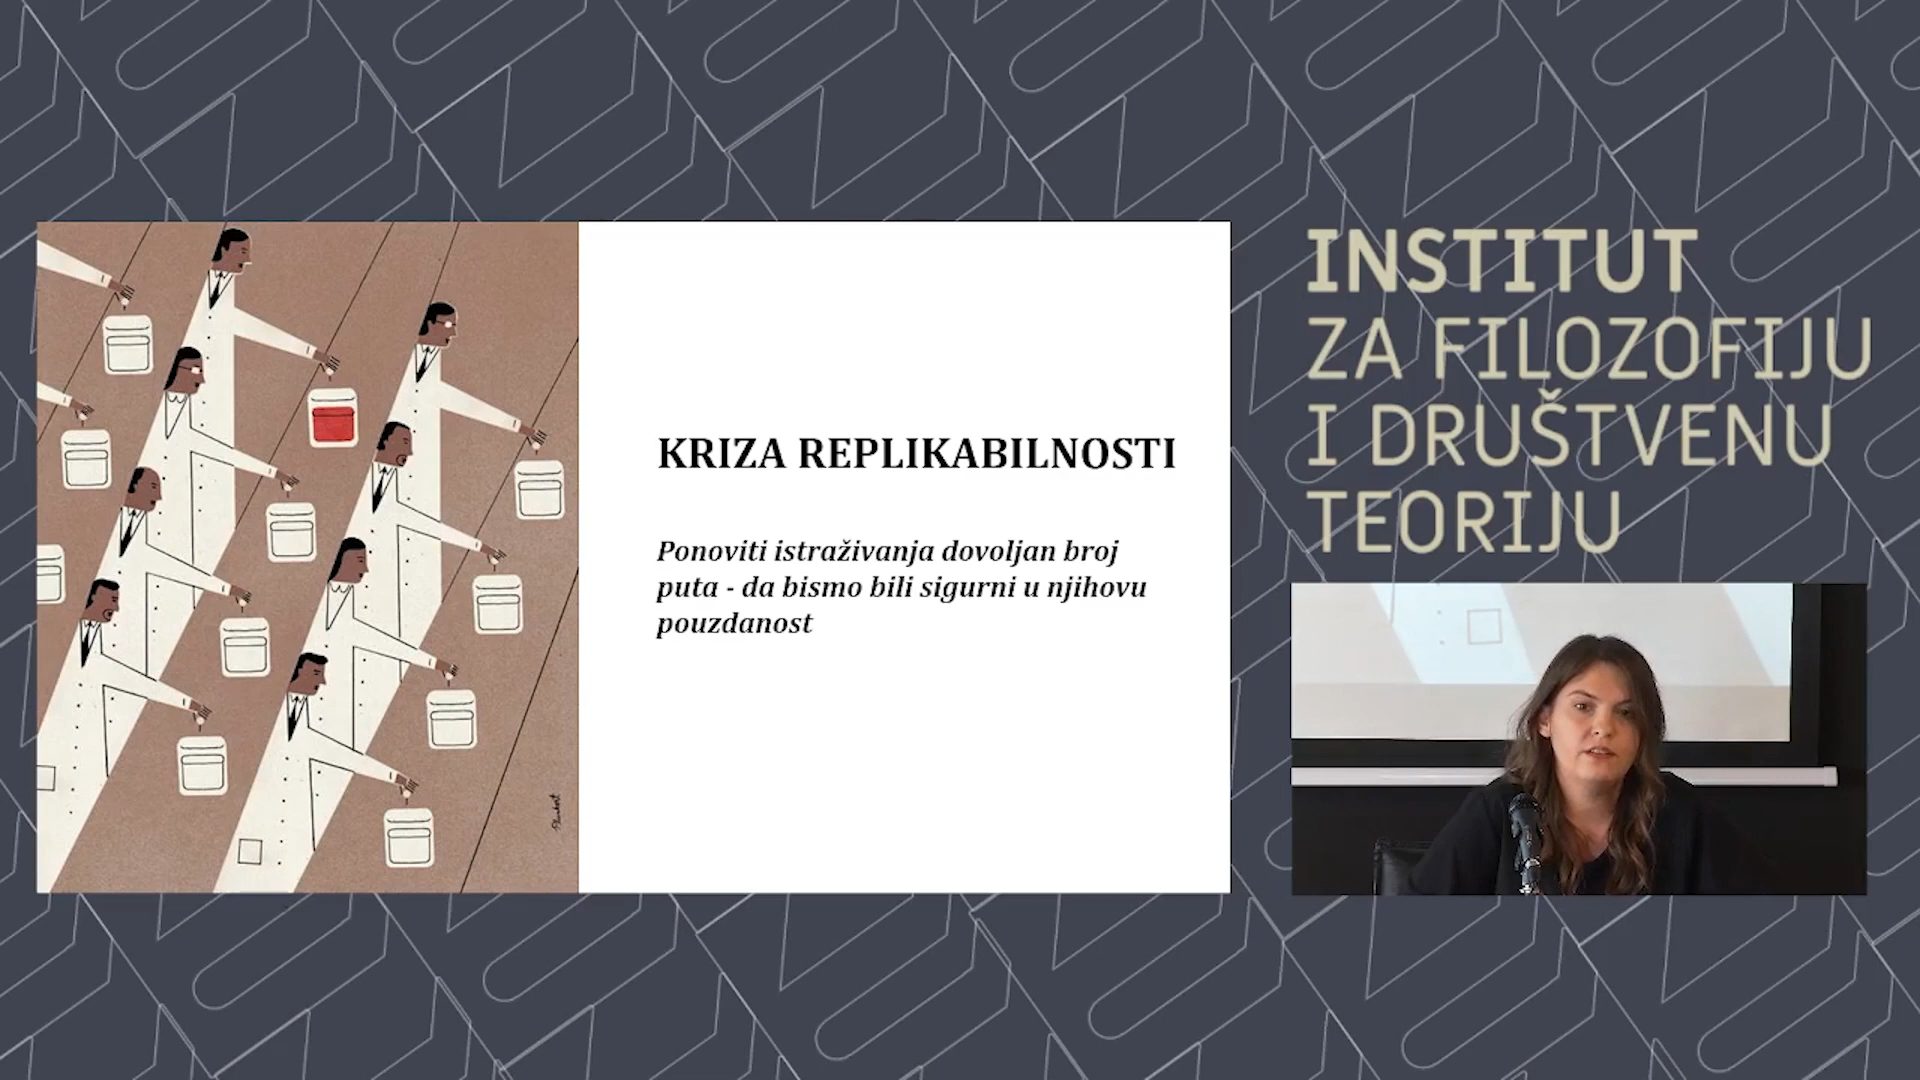 KRIZA REPLIKABILNOSTI
Ponoviti istraživanja dovoljan broj
puta - da bismo bili sigurni u njihovu
pouzdanost
INSTITUT
ZA FILOZOFIJU
I DRUŠTVENU
TEORIJU